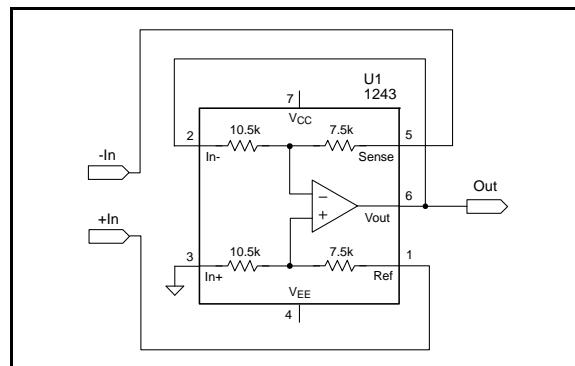 U1
1243
7
VCC
10.5k
7.5k
2
5
In-
Sense
-In
6
Out
Vout
+In
10.5k
7.5k
3
1
In+
Ref
VEE
4
−
+